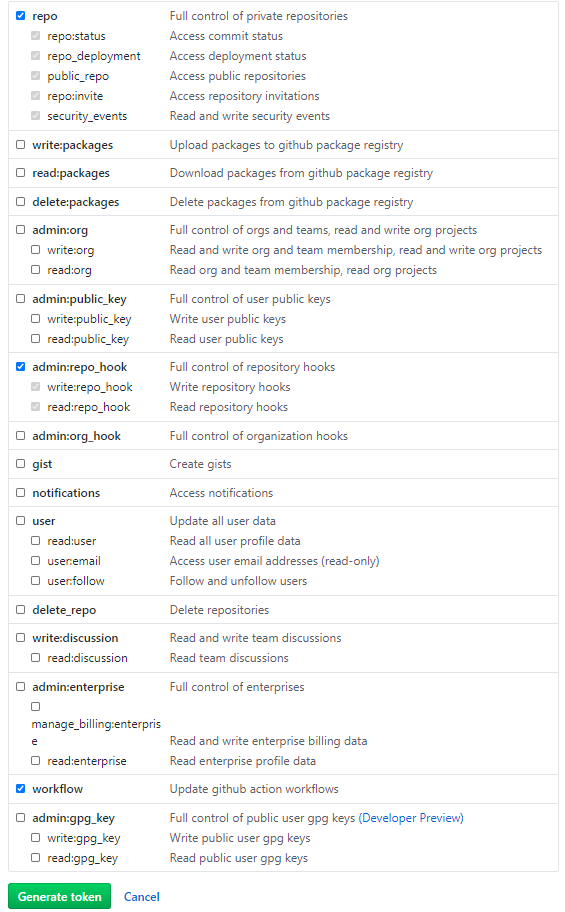 repo Full control of private repositories
repo:status Access commit status
repo_deployment Access deployment status
public_repo Access public repositories
repo:invite Access repository invitations
security_events Read and write security events
write:packages Upload packages to github package registry
read:packages Download packages from github package registry
delete:packages Delete packages from github package registry
admin:org Full control of orgs and teams, read and write org projects
write:org Read and write org and team membership, read and write org projects
read:org Read org and team membership, read org projects
admin:public_key Full control of user public keys
write:public_key Write user public keys
read:public_key Read user public keys
admin:repo_hook Full control of repository hooks
write:repo_hook Write repository hooks
read:repo_hook Read repository hooks
admin:org_hook Full control of organization hooks
gist Create gists
notifications Access notifications
user Update all user data
read:user Read all user profile data
user:email Access user email addresses (read-only)
user:follow Follow and unfollow users
delete_repo Delete repositories
write:discussion Read and write team discussions
read:discussion Read team discussions
admin:enterprise Full control of enterprises
manage_billing:enterpris
e Read and write enterprise billing data
read:enterprise Read enterprise profile data
workflow Update github action workflows
admin:gpg_key Full control of public user gpg keys (Developer Preview)
write:gpg_key Write public user gpg keys
read:gpg_key Read public user gpg keys
Generate token Cancel